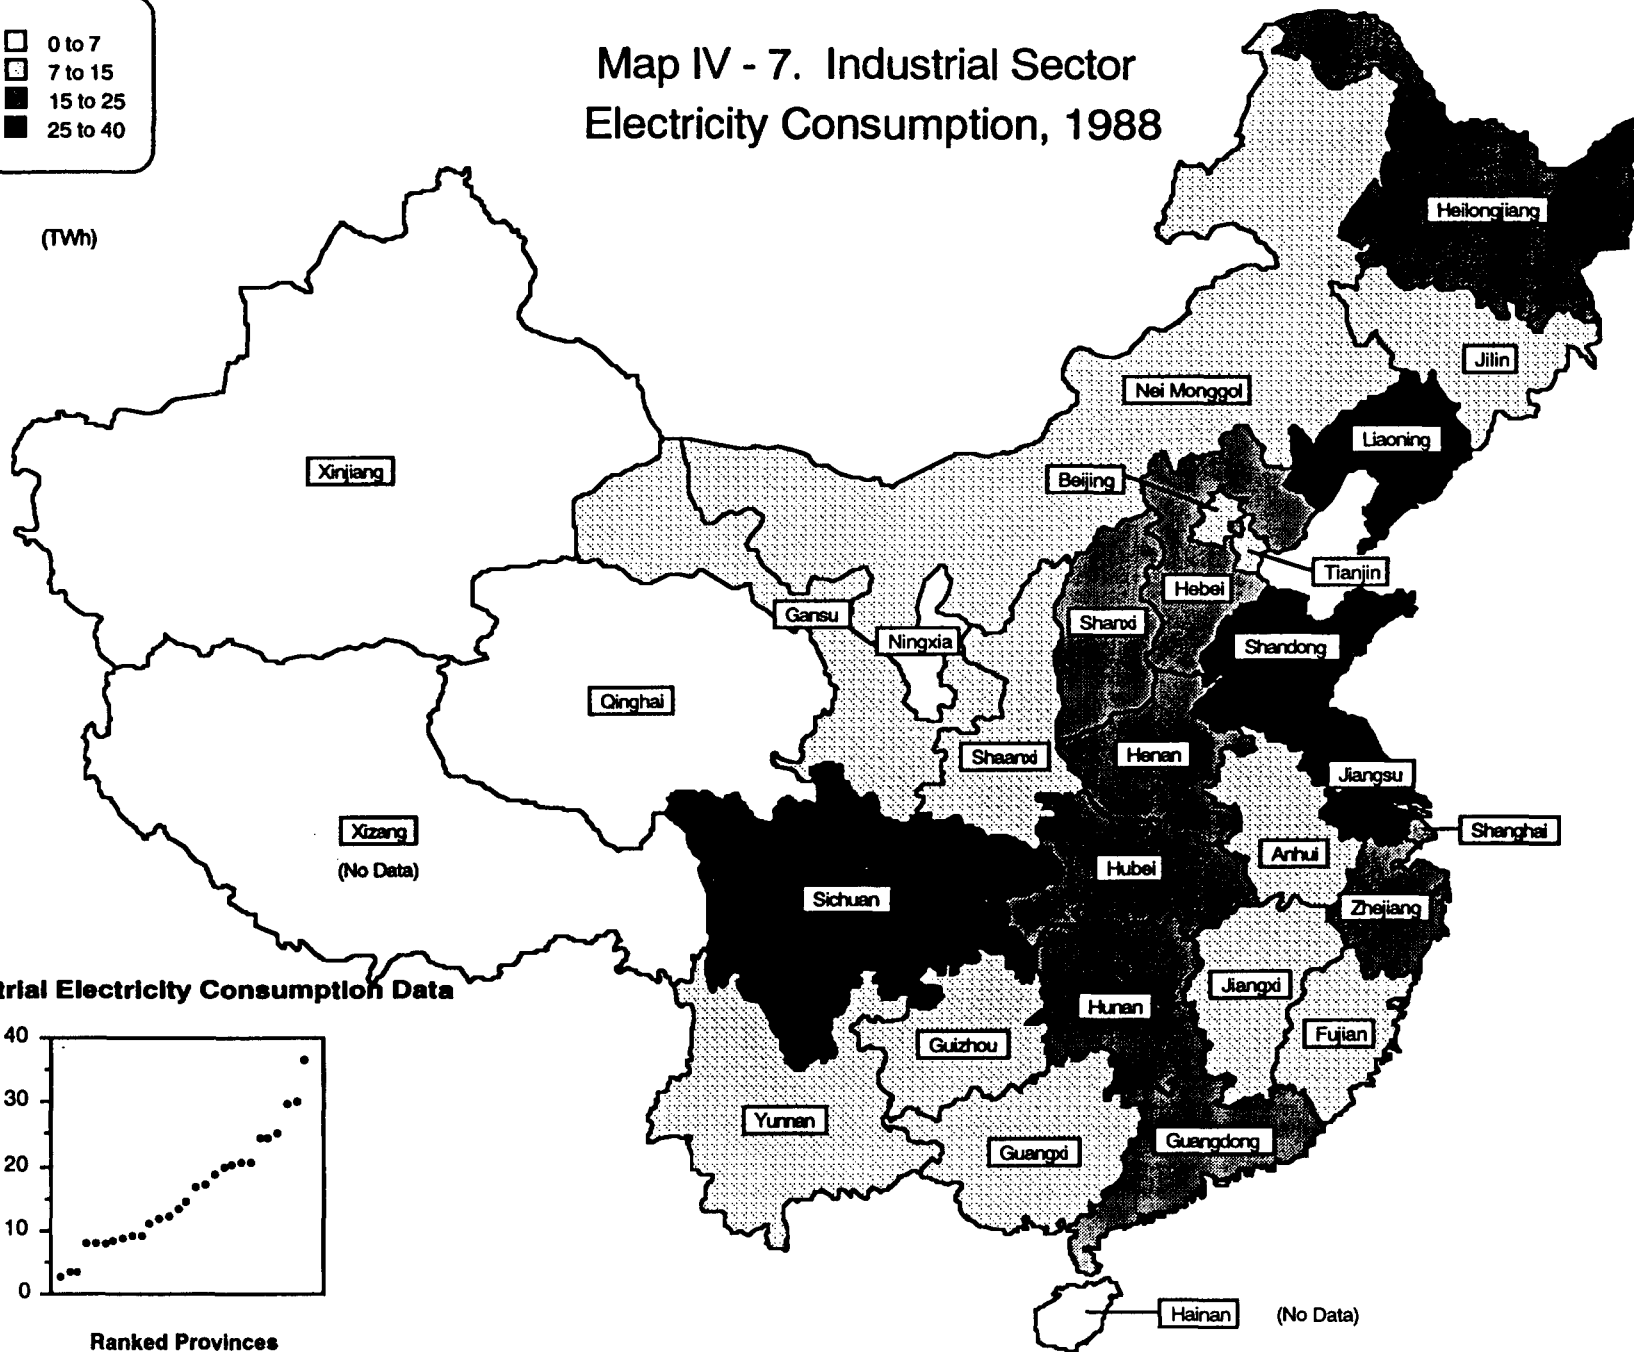 0 to 7
7 to 15
15 to 25
25 to 40
Map IV - 7. Industrial Sector
Electricity Consumption, 1988
(TWh)
Heilongjiang
Jilin
Nei Monggol
Liaoning
Xinjiang
Beijing
Tianjin
Hebei
Gansu
Shanxi
Ningxia
Shandong
Qinghai
Shaanxi
Henan
Jiangsu
Xizang
(No Data)
Shanghai
Anhui
Hubei
Sichuan
Zhejiang
Jiangxi
Hunan
Fujian
Guizhou
Yunnan
Guangxi
Guangdong
Hainan
(No Data)
trial Electricity Consumption Data
40
30
20
10
0
Ranked Provinces